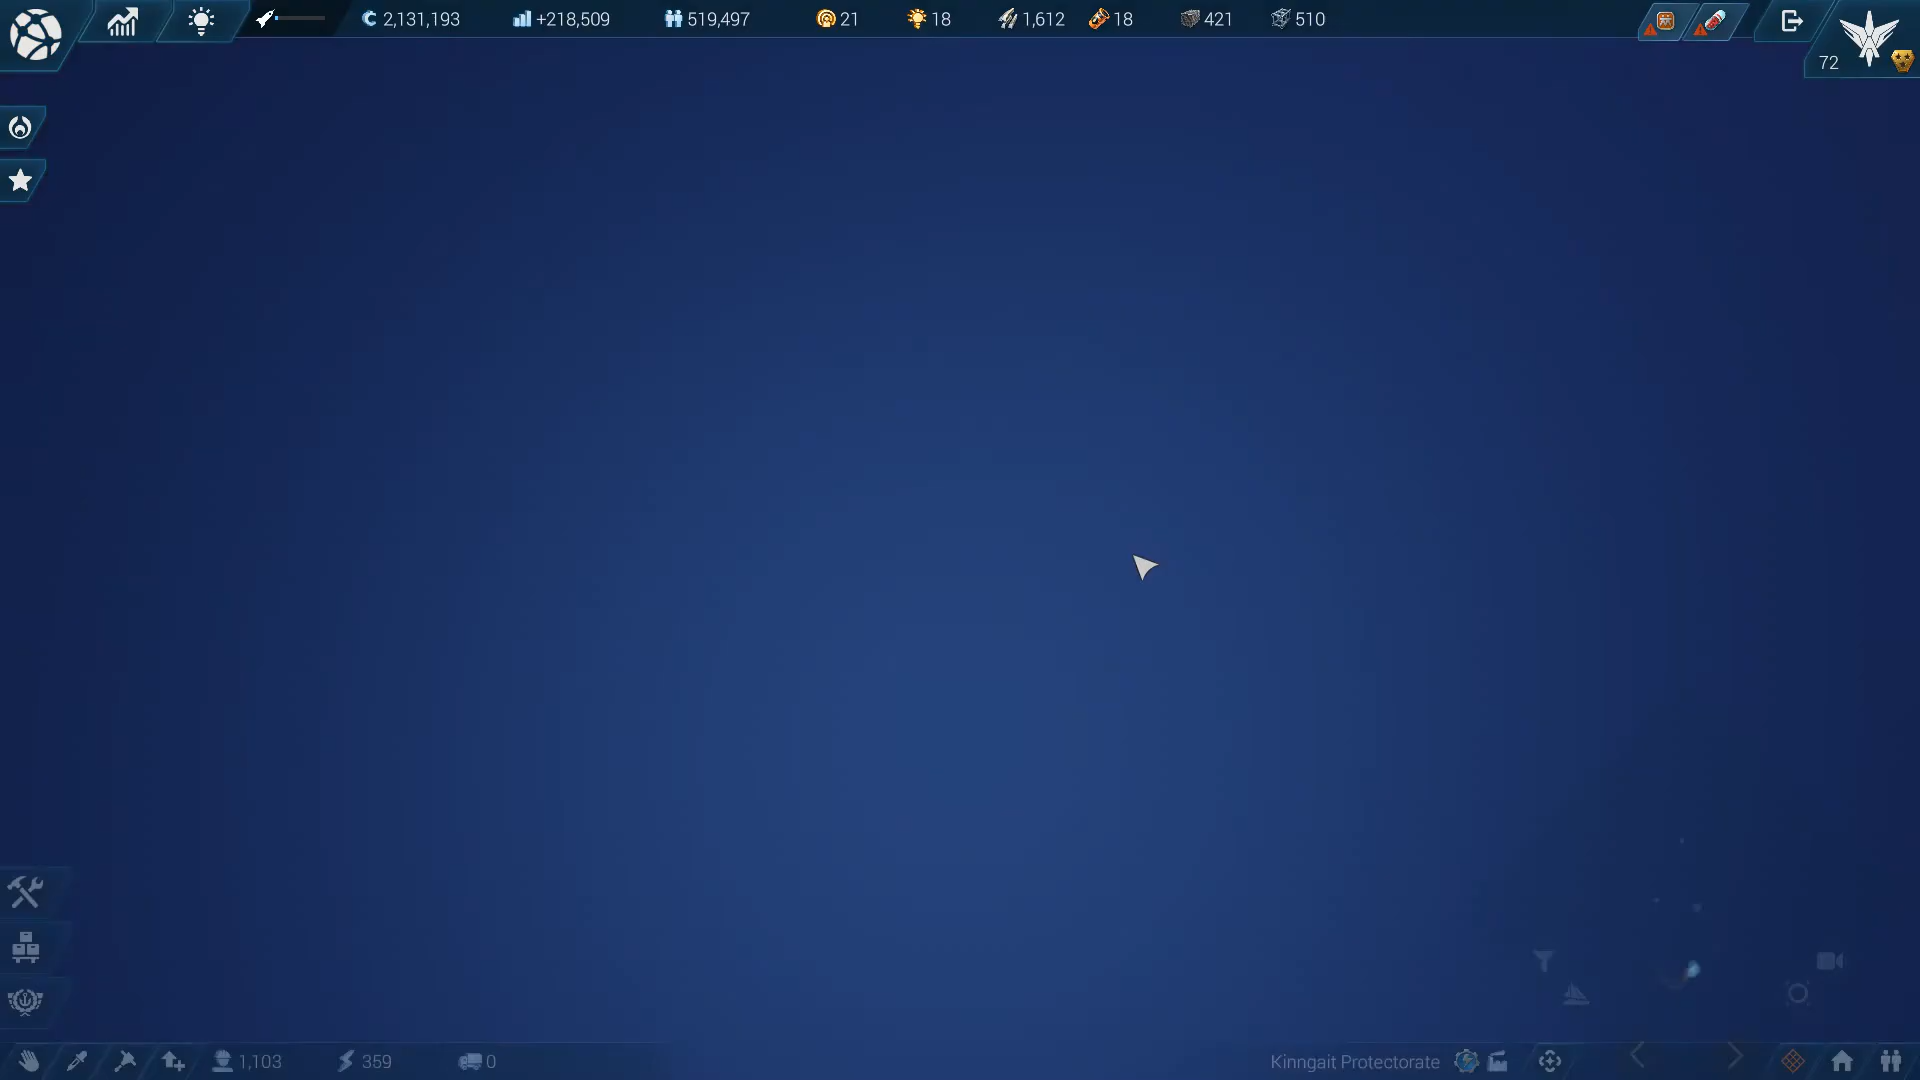 2,131,193 +218,509 519,497 21 18 1,612 18 421 510
72
1,103 359 0 Kinngait Protectorate